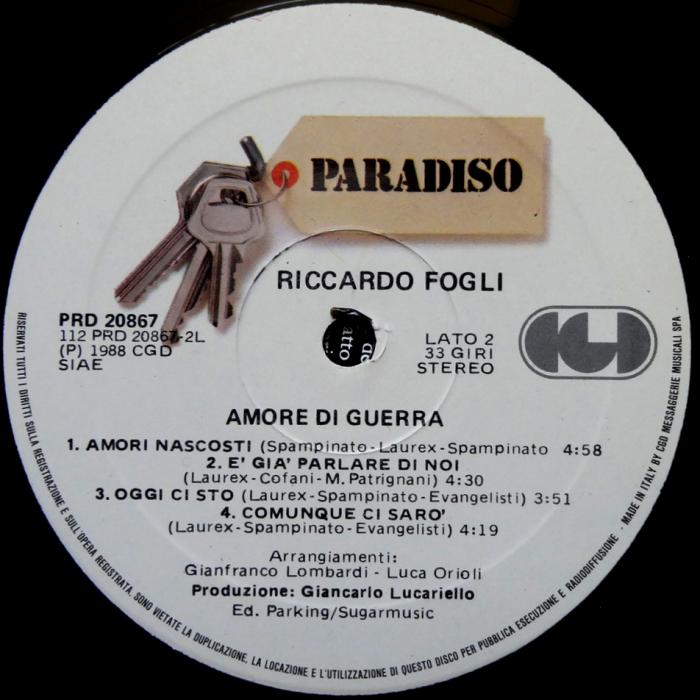 PARADISO
RICCARDO FOGLI
PRD 20867
112 PRD 20867-2L
(P) 1988 CGD
SIAE
LATO 2
33 GIRI
STEREO
AMORE DI GUERRA
1. AMORI NASCOSTI (Spampinato-Laurex-Spampinato 4:58
2. E' GIA' PARLARE DI NOI
(Laurex-Cofani-M. Patrignani) 4:30
3. OGGI CI STO (Laurex-Spampinato-Evangelisti) 3:51
4. COMUNQUE CI SARO'
(Laurex-Spampinato-Evangelisti) 4:19
Arrangiamenti:
Gianfranco Lombardi - Luca Orioli
Produzione: Giancarlo Lucariello
Ed. Parking/Sugarmusic
RISERVATI TUTTI I DIRITTI SULLA REGISTRAZIONE E SULL'OPERA REGISTRATA. SONO VIETATE LA DUPLICAZIONE, LA LOCAZIONE E L'UTILIZZAZIONE DI QUESTO DISCO PER PUBBLICA ESECUZIONE E RADIODIFFUSIONE - MADE IN ITALY BY CGD MESSAGGERIE MUSICALI SPA -